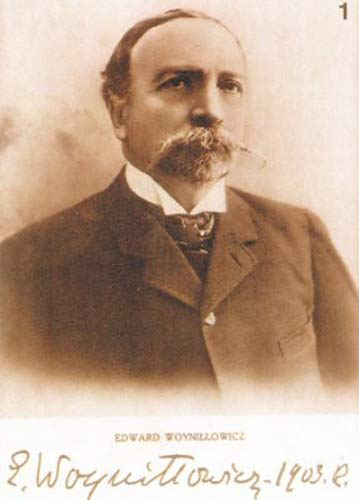 1
EDWARD WOYNIŁŁOWICZ
E. Woyniłłowicz - 1903. r.